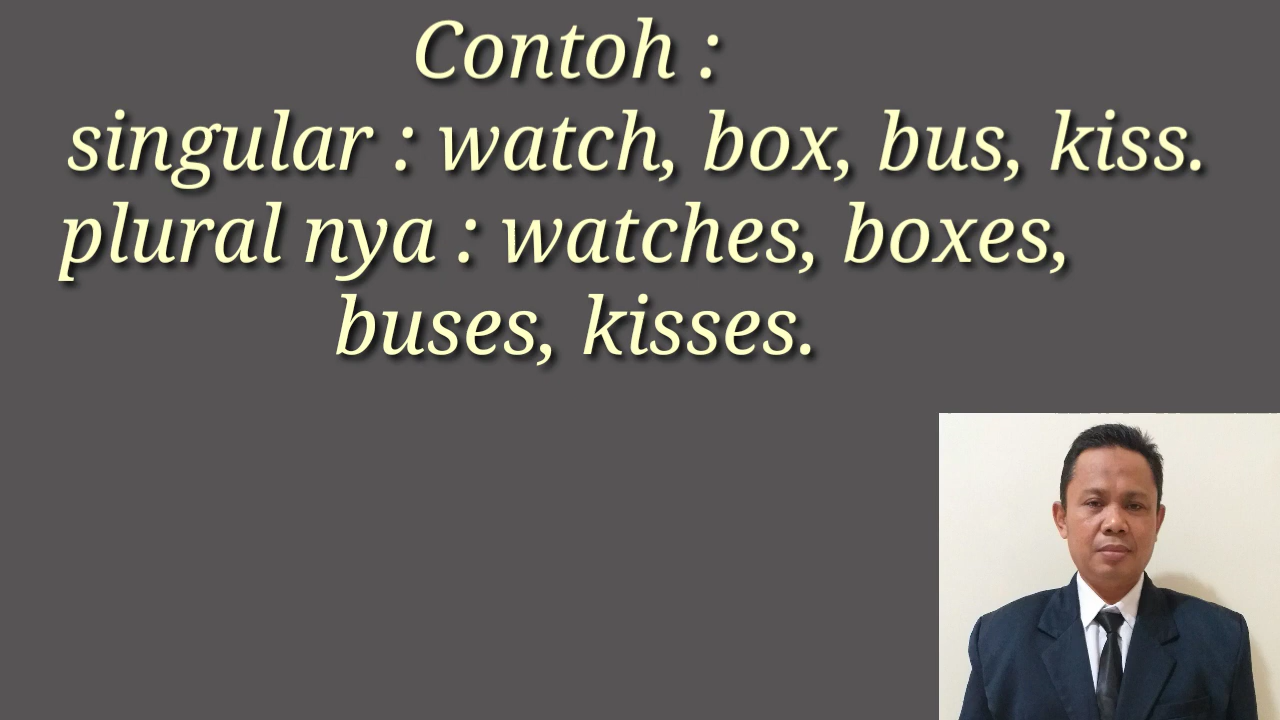 Contoh :
singular : watch, box, bus, kiss.
plural nya : watches, boxes,
buses, kisses.